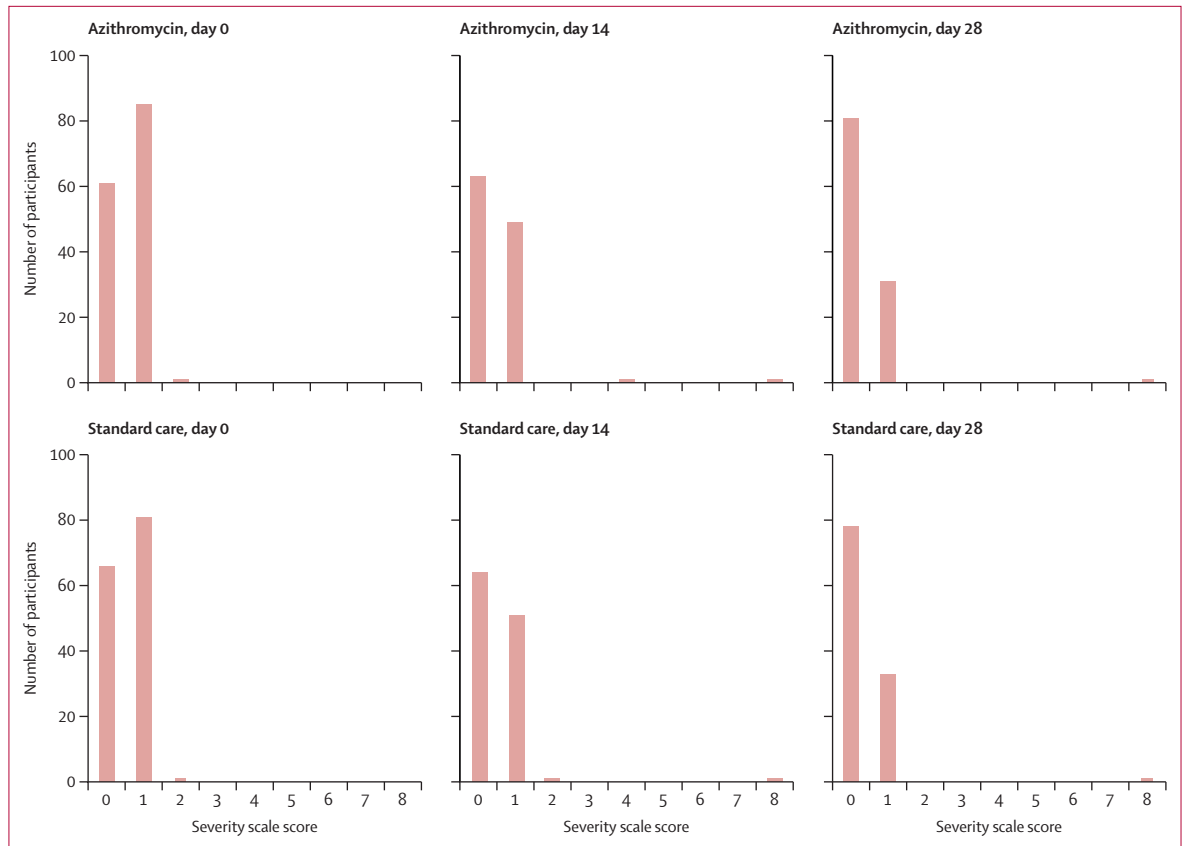 Azithromycin, day 0
Azithromycin, day 14
Azithromycin, day 28
Number of participants
100
80
60
40
20
0
Standard care, day 0
Standard care, day 14
Standard care, day 28
Number of participants
100
80
60
40
20
0
0 1 2 3 4 5 6 7 8
0 1 2 3 4 5 6 7 8
0 1 2 3 4 5 6 7 8
Severity scale score
Severity scale score
Severity scale score